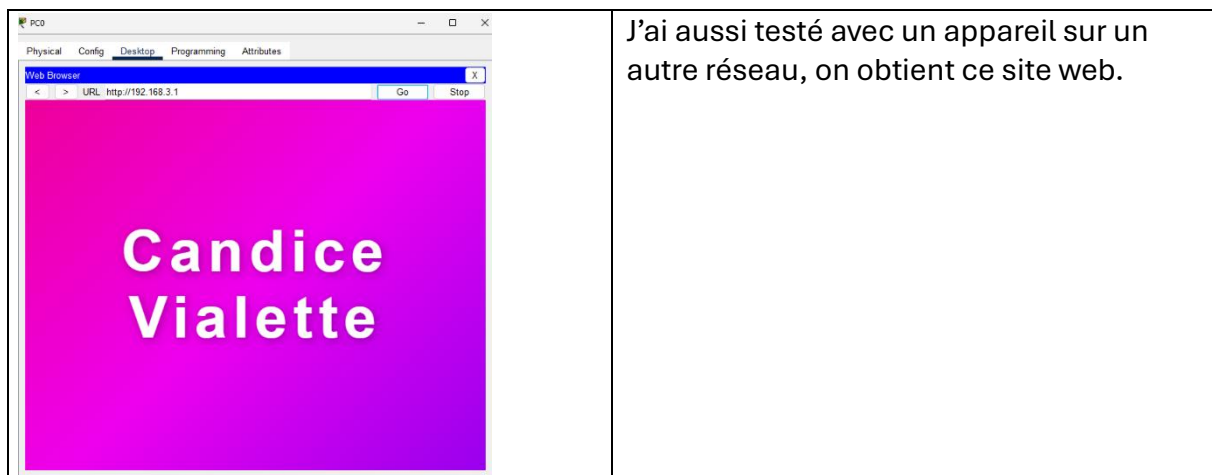 PC0
Physical Config Desktop Programming Attributes
Web Browser X
< > URL http://192.168.3.1 Go Stop
Candice
Vialette
J’ai aussi testé avec un appareil sur un
autre réseau, on obtient ce site web.